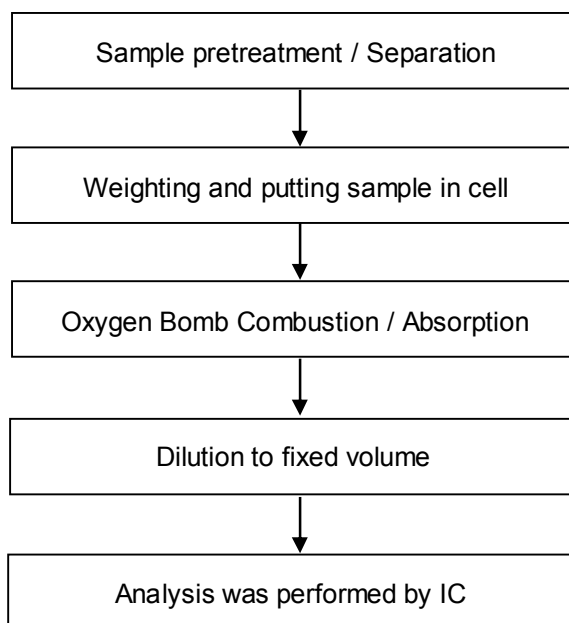 Sample pretreatment / Separation
Weighting and putting sample in cell
Oxygen Bomb Combustion / Absorption
Dilution to fixed volume
Analysis was performed by IC